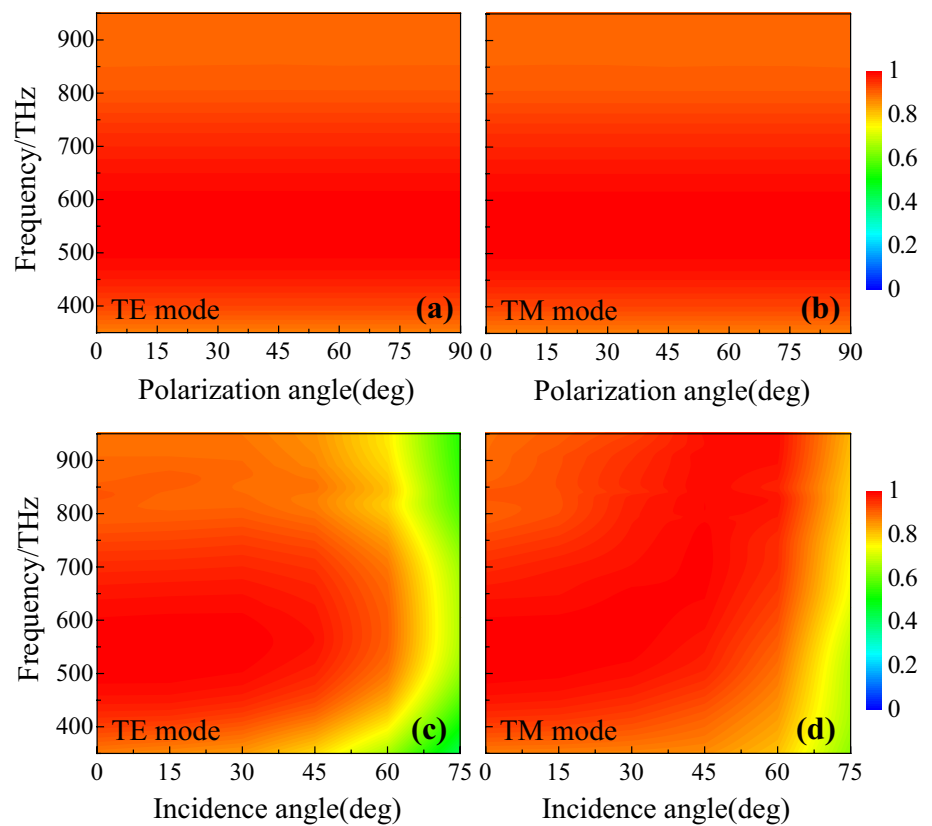 Frequency/THz
900
800
700
600
500
400
TE mode
(a)
0 15 30 45 60 75 90
Polarization angle(deg)
TM mode
(b)
0 15 30 45 60 75 90
Polarization angle(deg)
1
0.8
0.6
0.4
0.2
0
Frequency/THz
900
800
700
600
500
400
TE mode
(c)
0 15 30 45 60 75
Incidence angle(deg)
TM mode
(d)
0 15 30 45 60 75
Incidence angle(deg)
1
0.8
0.6
0.4
0.2
0